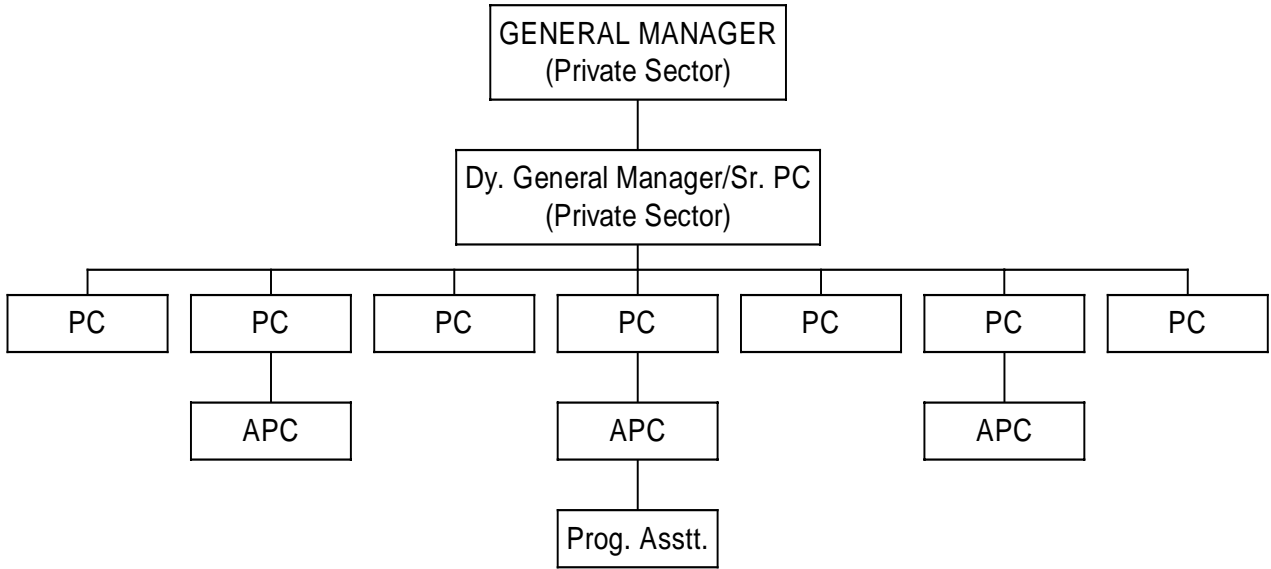 GENERAL MANAGER
(Private Sector)
Dy. General Manager/Sr. PC
(Private Sector)
PC
PC
PC
PC
PC
PC
PC
APC
APC
APC
Prog. Asstt.